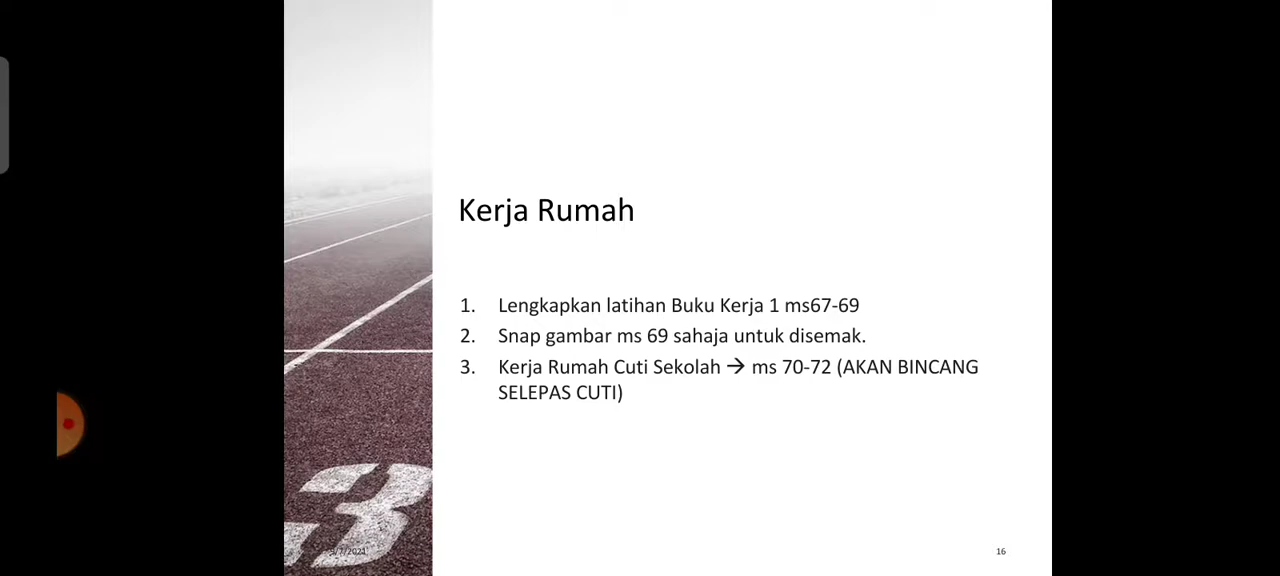 Kerja Rumah
1. Lengkapkan latihan Buku Kerja 1 ms67-69
2. Snap gambar ms 69 sahaja untuk disemak.
3. Kerja Rumah Cuti Sekolah → ms 70-72 (AKAN BINCANG
SELEPAS CUTI)
16